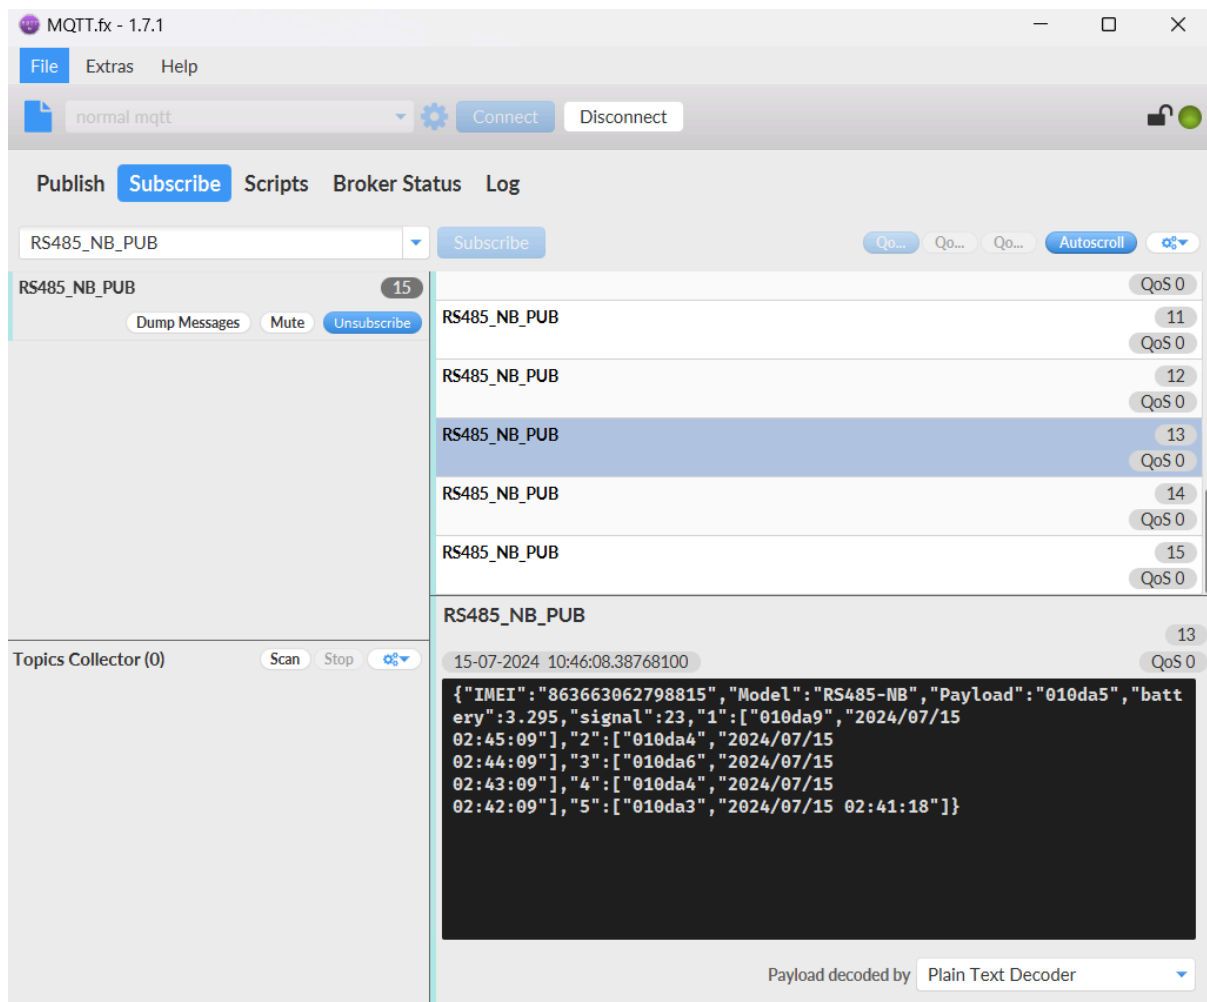 MQTT.fx - 1.7.1
File Extras Help
normal mqtt Connect Disconnect
Publish Subscribe Scripts Broker Status Log
RS485_NB_PUB Subscribe Qo... Qo... Qo... Autoscroll
RS485_NB_PUB 15
Dump Messages Mute Unsubscribe
QoS 0
RS485_NB_PUB 11
QoS 0
RS485_NB_PUB 12
QoS 0
RS485_NB_PUB 13
QoS 0
RS485_NB_PUB 14
QoS 0
RS485_NB_PUB 15
QoS 0
Topics Collector (0) Scan Stop
RS485_NB_PUB
13
15-07-2024 10:46:08.38768100 QoS 0
{"IMEI":"863663062798815","Model":"RS485-NB","Payload":"010da5","batt
ery":3.295,"signal":23,"1":["010da9","2024/07/15
02:45:09"],"2":["010da4","2024/07/15
02:44:09"],"3":["010da6","2024/07/15
02:43:09"],"4":["010da4","2024/07/15
02:42:09"],"5":["010da3","2024/07/15 02:41:18"]}
Payload decoded by Plain Text Decoder